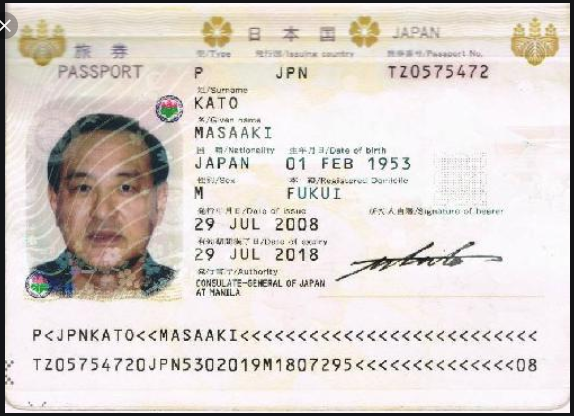 日本国 JAPAN
旅券
PASSPORT
型/Type 発行国/Issuing country 旅券番号/Passport No.
P JPN TZ0575472
姓/Surname
KATO
名/Given name
MASAAKI
国 籍/Nationality 生年月日/Date of birth
JAPAN 01 FEB 1953
性別/Sex 本 籍/Registered Domicile
M FUKUI
発行年月日/Date of issue 所持人自署/Signature of bearer
29 JUL 2008
有効期間満了日/Date of expiry
29 JUL 2018
発行官庁/Authority
CONSULATE-GENERAL OF JAPAN
AT MANILA
P<JPNKATO<<MASAAKI<<<<<<<<<<<<<<<<<<<<<<<<<<
TZ05754720JPN5302019M1807295<<<<<<<<<<<<<<08